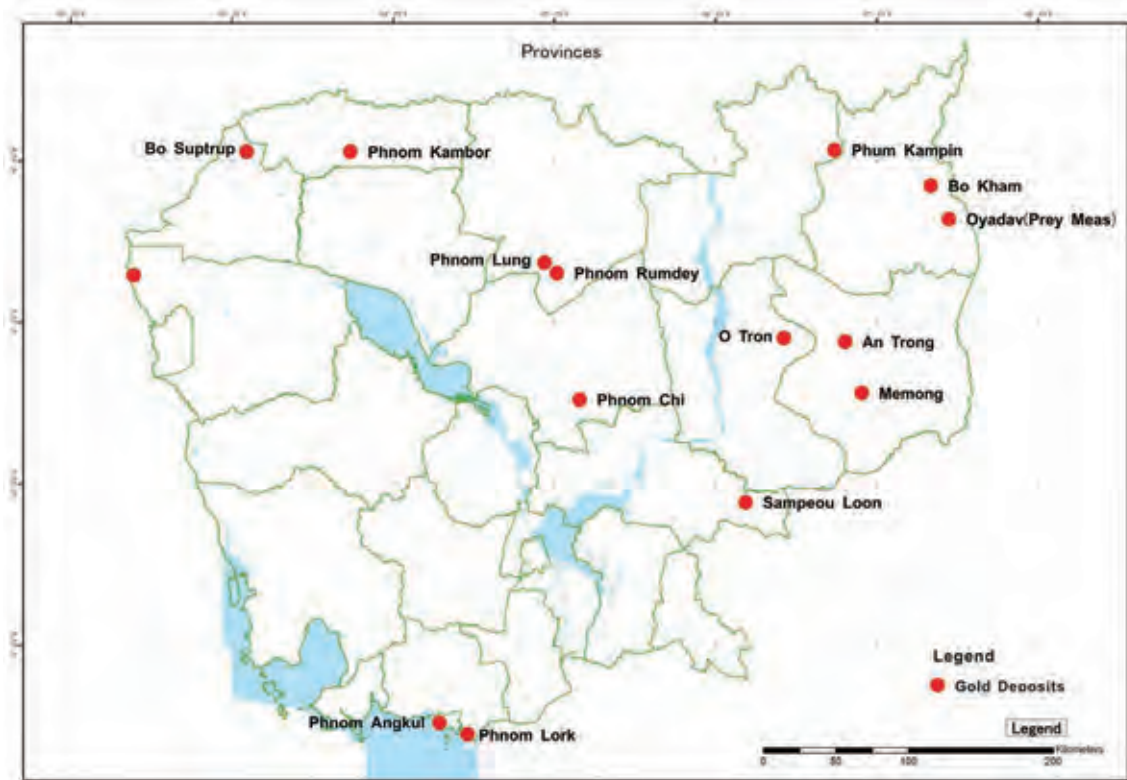 Provinces
Bo Suptrup
Phnom Kambor
Phum Kampin
Bo Kham
Oyadav(Prey Meas)
Phnom Lung
Phnom Rumdey
O Tron
An Trong
Phnom Chi
Memong
Sampeou Loon
Legend
Gold Deposits
Phnom Angkul
Phnom Lork
Legend
Kilometers
0 50 100 200